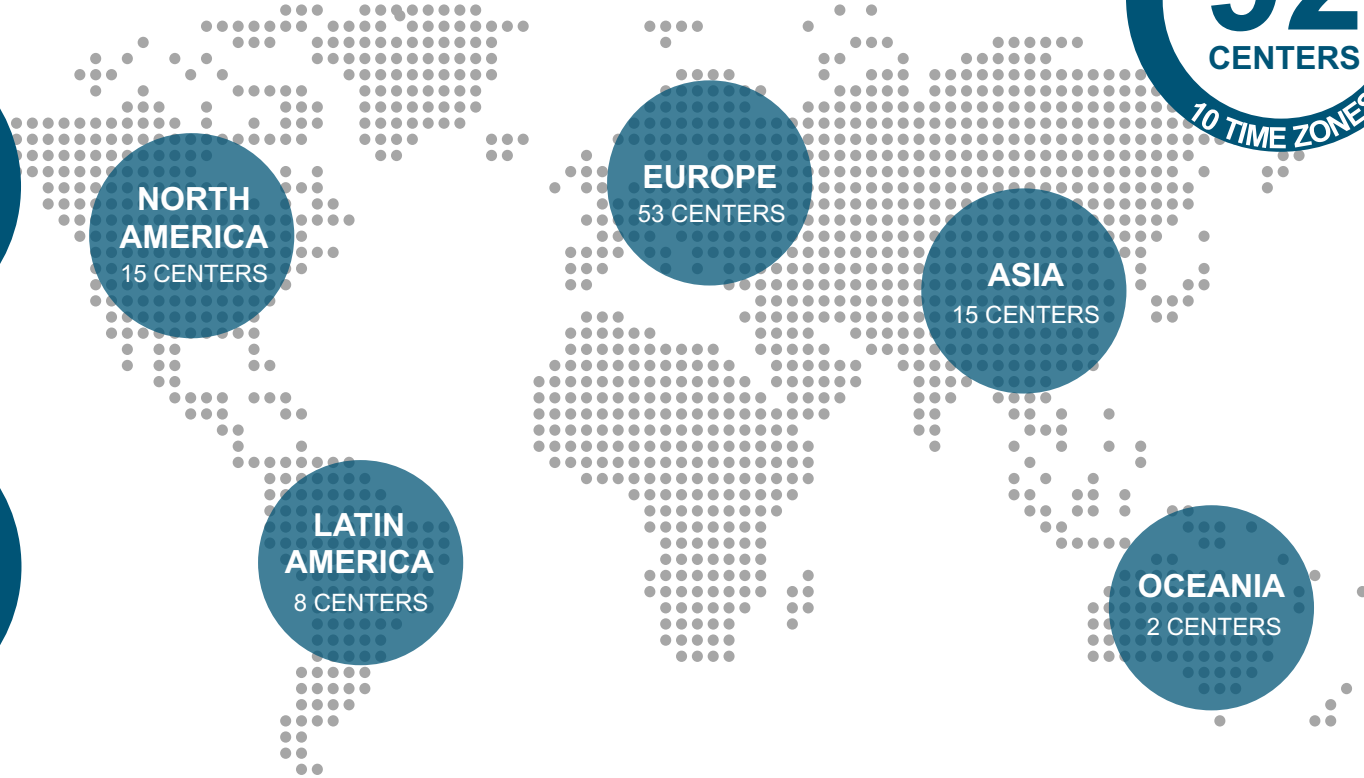 CENTERS
10 TIME ZONES
NORTH
AMERICA
15 CENTERS
EUROPE
53 CENTERS
ASIA
15 CENTERS
LATIN
AMERICA
8 CENTERS
OCEANIA
2 CENTERS